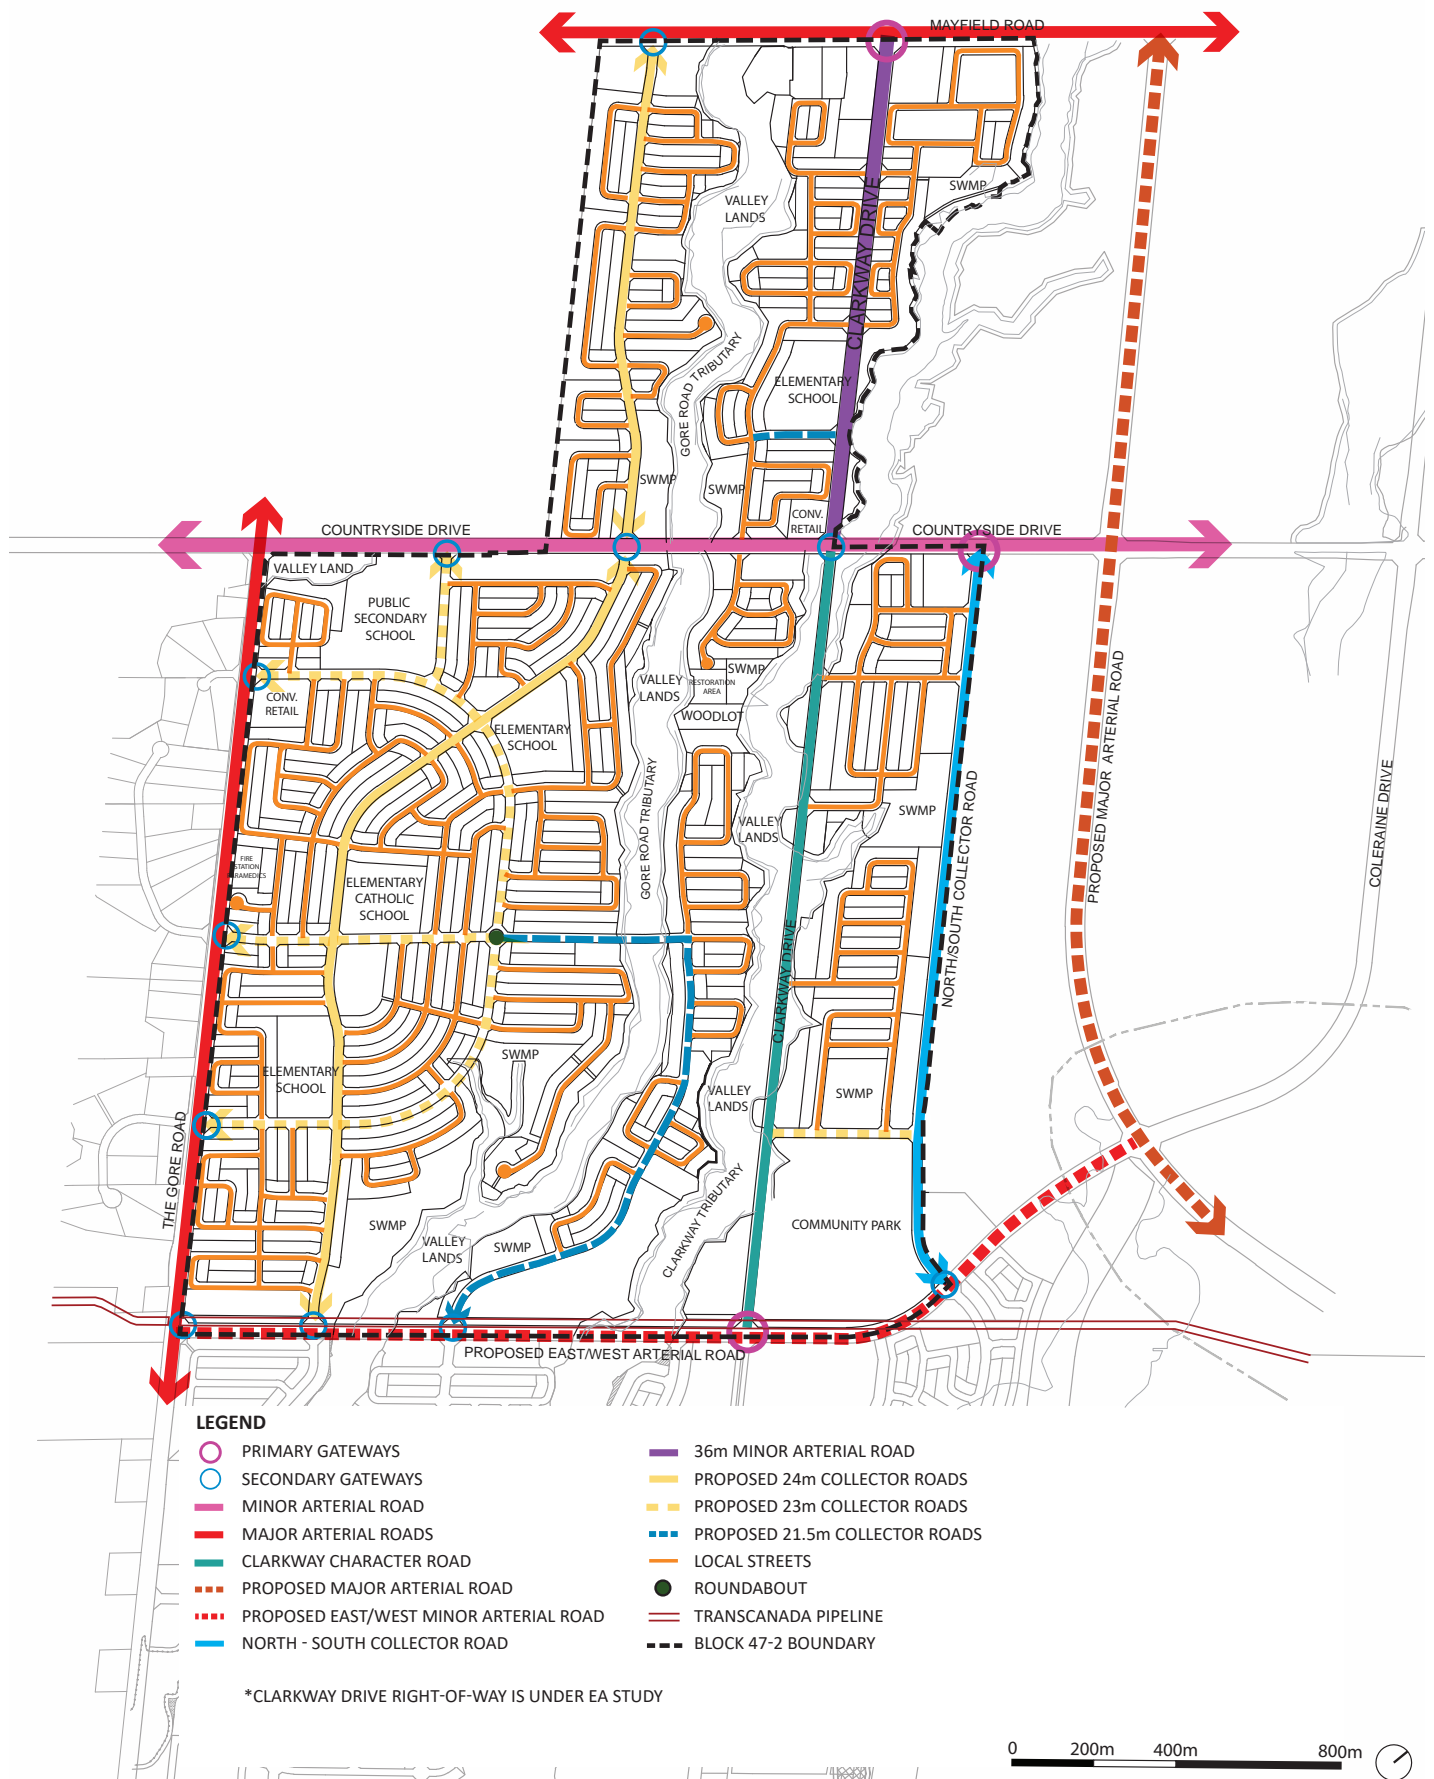 MAYFIELD ROAD
SWMP
VALLEY
LANDS
CLARKWAY DRIVE
GORE ROAD TRIBUTARY
ELEMENTARY
SCHOOL
SWMP
SWMP
CONV.
RETAIL
COUNTRYSIDE DRIVE
COUNTRYSIDE DRIVE
VALLEY LAND
PUBLIC
SECONDARY
SCHOOL
CONV.
RETAIL
VALLEY
LANDS
SWMP
RESTORATION
AREA
WOODLOT
ELEMENTARY
SCHOOL
GORE ROAD TRIBUTARY
VALLEY
LANDS
SWMP
PROPOSED MAJOR ARTERIAL ROAD
COLERAINE DRIVE
NORTH/SOUTH COLLECTOR ROAD
FIRE
STATION
PARAMEDICS
ELEMENTARY
CATHOLIC
SCHOOL
CLARKWAY DRIVE
SWMP
ELEMENTARY
SCHOOL
VALLEY
LANDS
SWMP
THE GORE ROAD
CLARKWAY TRIBUTARY
SWMP
VALLEY
LANDS
SWMP
COMMUNITY PARK
PROPOSED EAST/WEST ARTERIAL ROAD
LEGEND
PRIMARY GATEWAYS
SECONDARY GATEWAYS
MINOR ARTERIAL ROAD
MAJOR ARTERIAL ROADS
CLARKWAY CHARACTER ROAD
PROPOSED MAJOR ARTERIAL ROAD
PROPOSED EAST/WEST MINOR ARTERIAL ROAD
NORTH - SOUTH COLLECTOR ROAD
36m MINOR ARTERIAL ROAD
PROPOSED 24m COLLECTOR ROADS
PROPOSED 23m COLLECTOR ROADS
PROPOSED 21.5m COLLECTOR ROADS
LOCAL STREETS
ROUNDABOUT
TRANSCANADA PIPELINE
BLOCK 47-2 BOUNDARY
*CLARKWAY DRIVE RIGHT-OF-WAY IS UNDER EA STUDY
0 200m 400m 800m